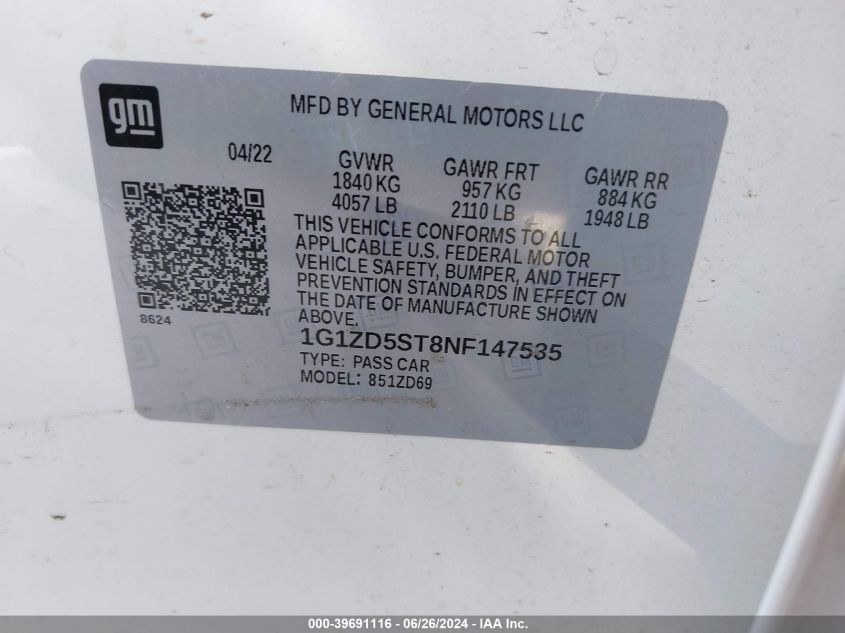 gm
MFD BY GENERAL MOTORS LLC
04/22
GVWR
1840 KG
4057 LB
GAWR FRT
957 KG
2110 LB
GAWR RR
884 KG
1948 LB
THIS VEHICLE CONFORMS TO ALL
APPLICABLE U.S. FEDERAL MOTOR
VEHICLE SAFETY, BUMPER, AND THEFT
PREVENTION STANDARDS IN EFFECT ON
THE DATE OF MANUFACTURE SHOWN
ABOVE.
8624
1G1ZD5ST8NF147535
TYPE: PASS CAR
MODEL: 851ZD69
000-39691116 - 06/26/2024 - IAA Inc.